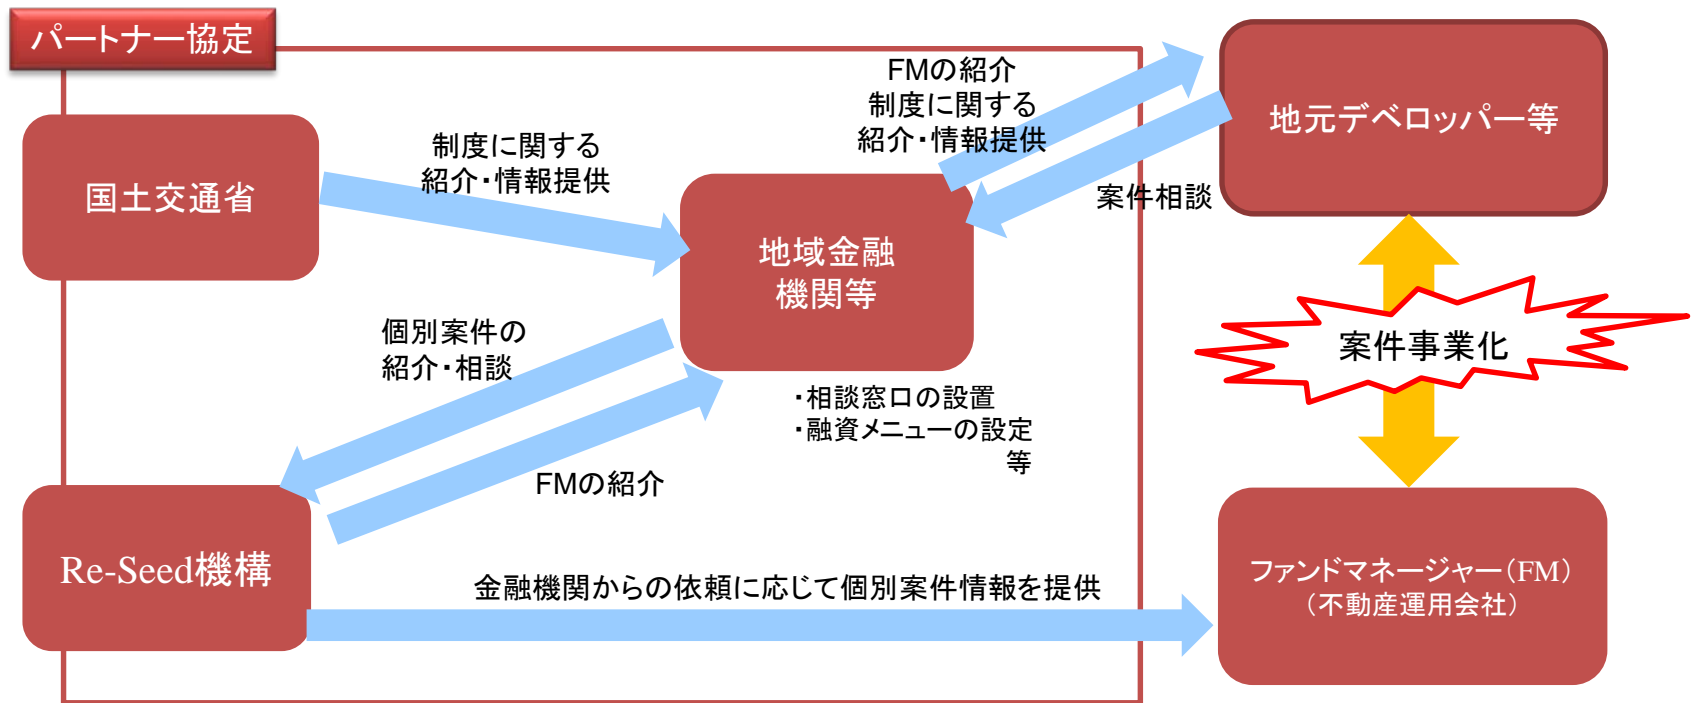 パートナー協定
国土交通省
制度に関する
紹介・情報提供
FMの紹介
制度に関する
紹介・情報提供
地元デベロッパー等
案件相談
地域金融
機関等
個別案件の
紹介・相談
案件事業化
・相談窓口の設置
・融資メニューの設定
等
FMの紹介
Re-Seed機構
金融機関からの依頼に応じて個別案件情報を提供
ファンドマネージャー（FM）
（不動産運用会社）